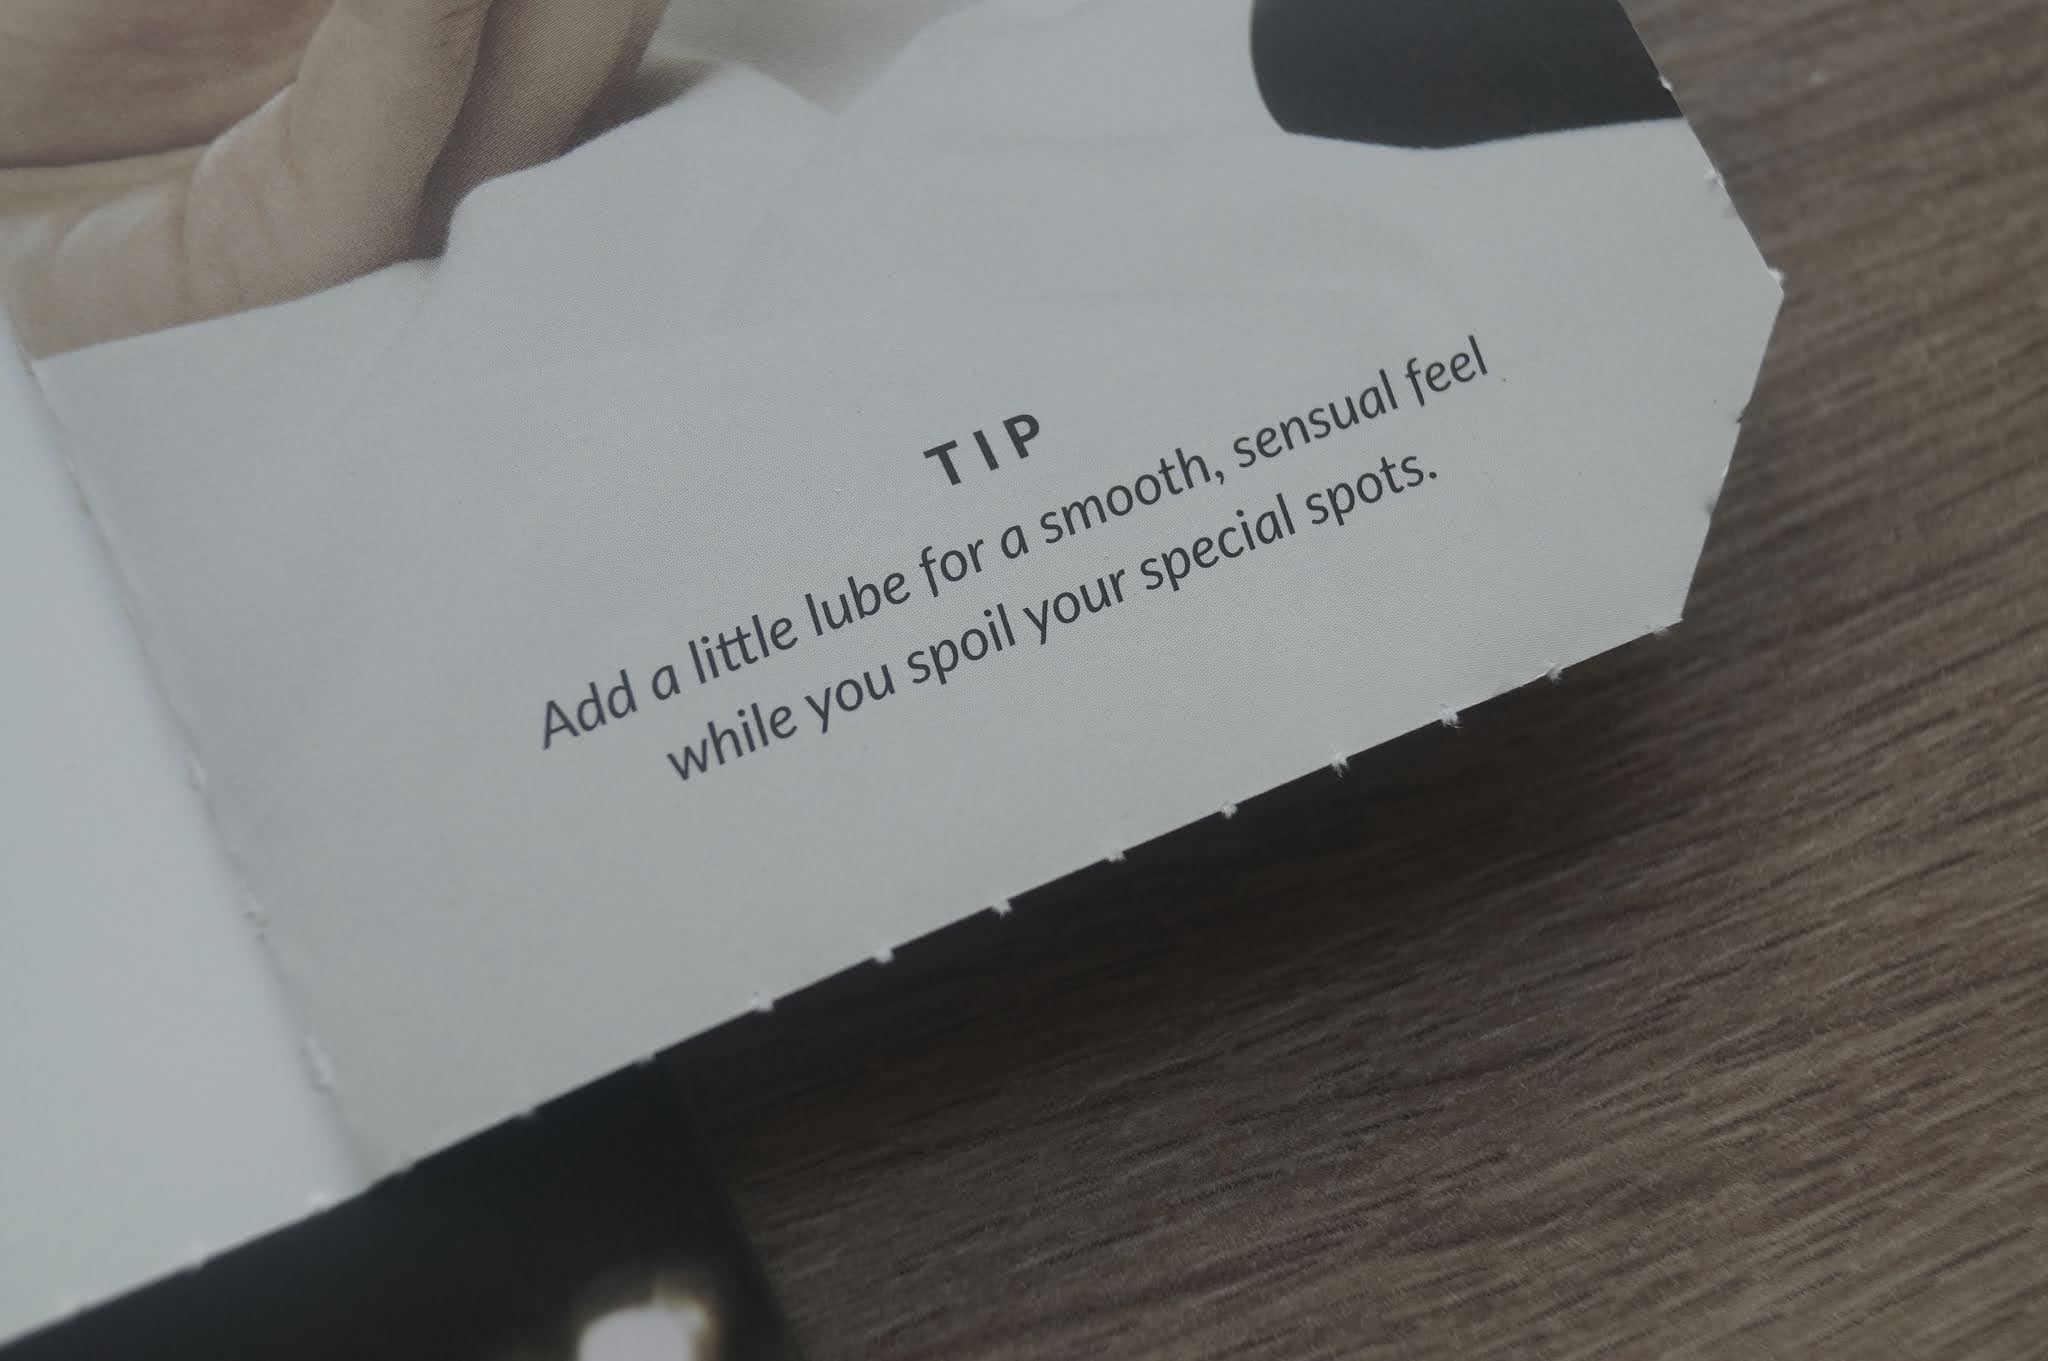 TIP
Add a little lube for a smooth, sensual feel
while you spoil your special spots.